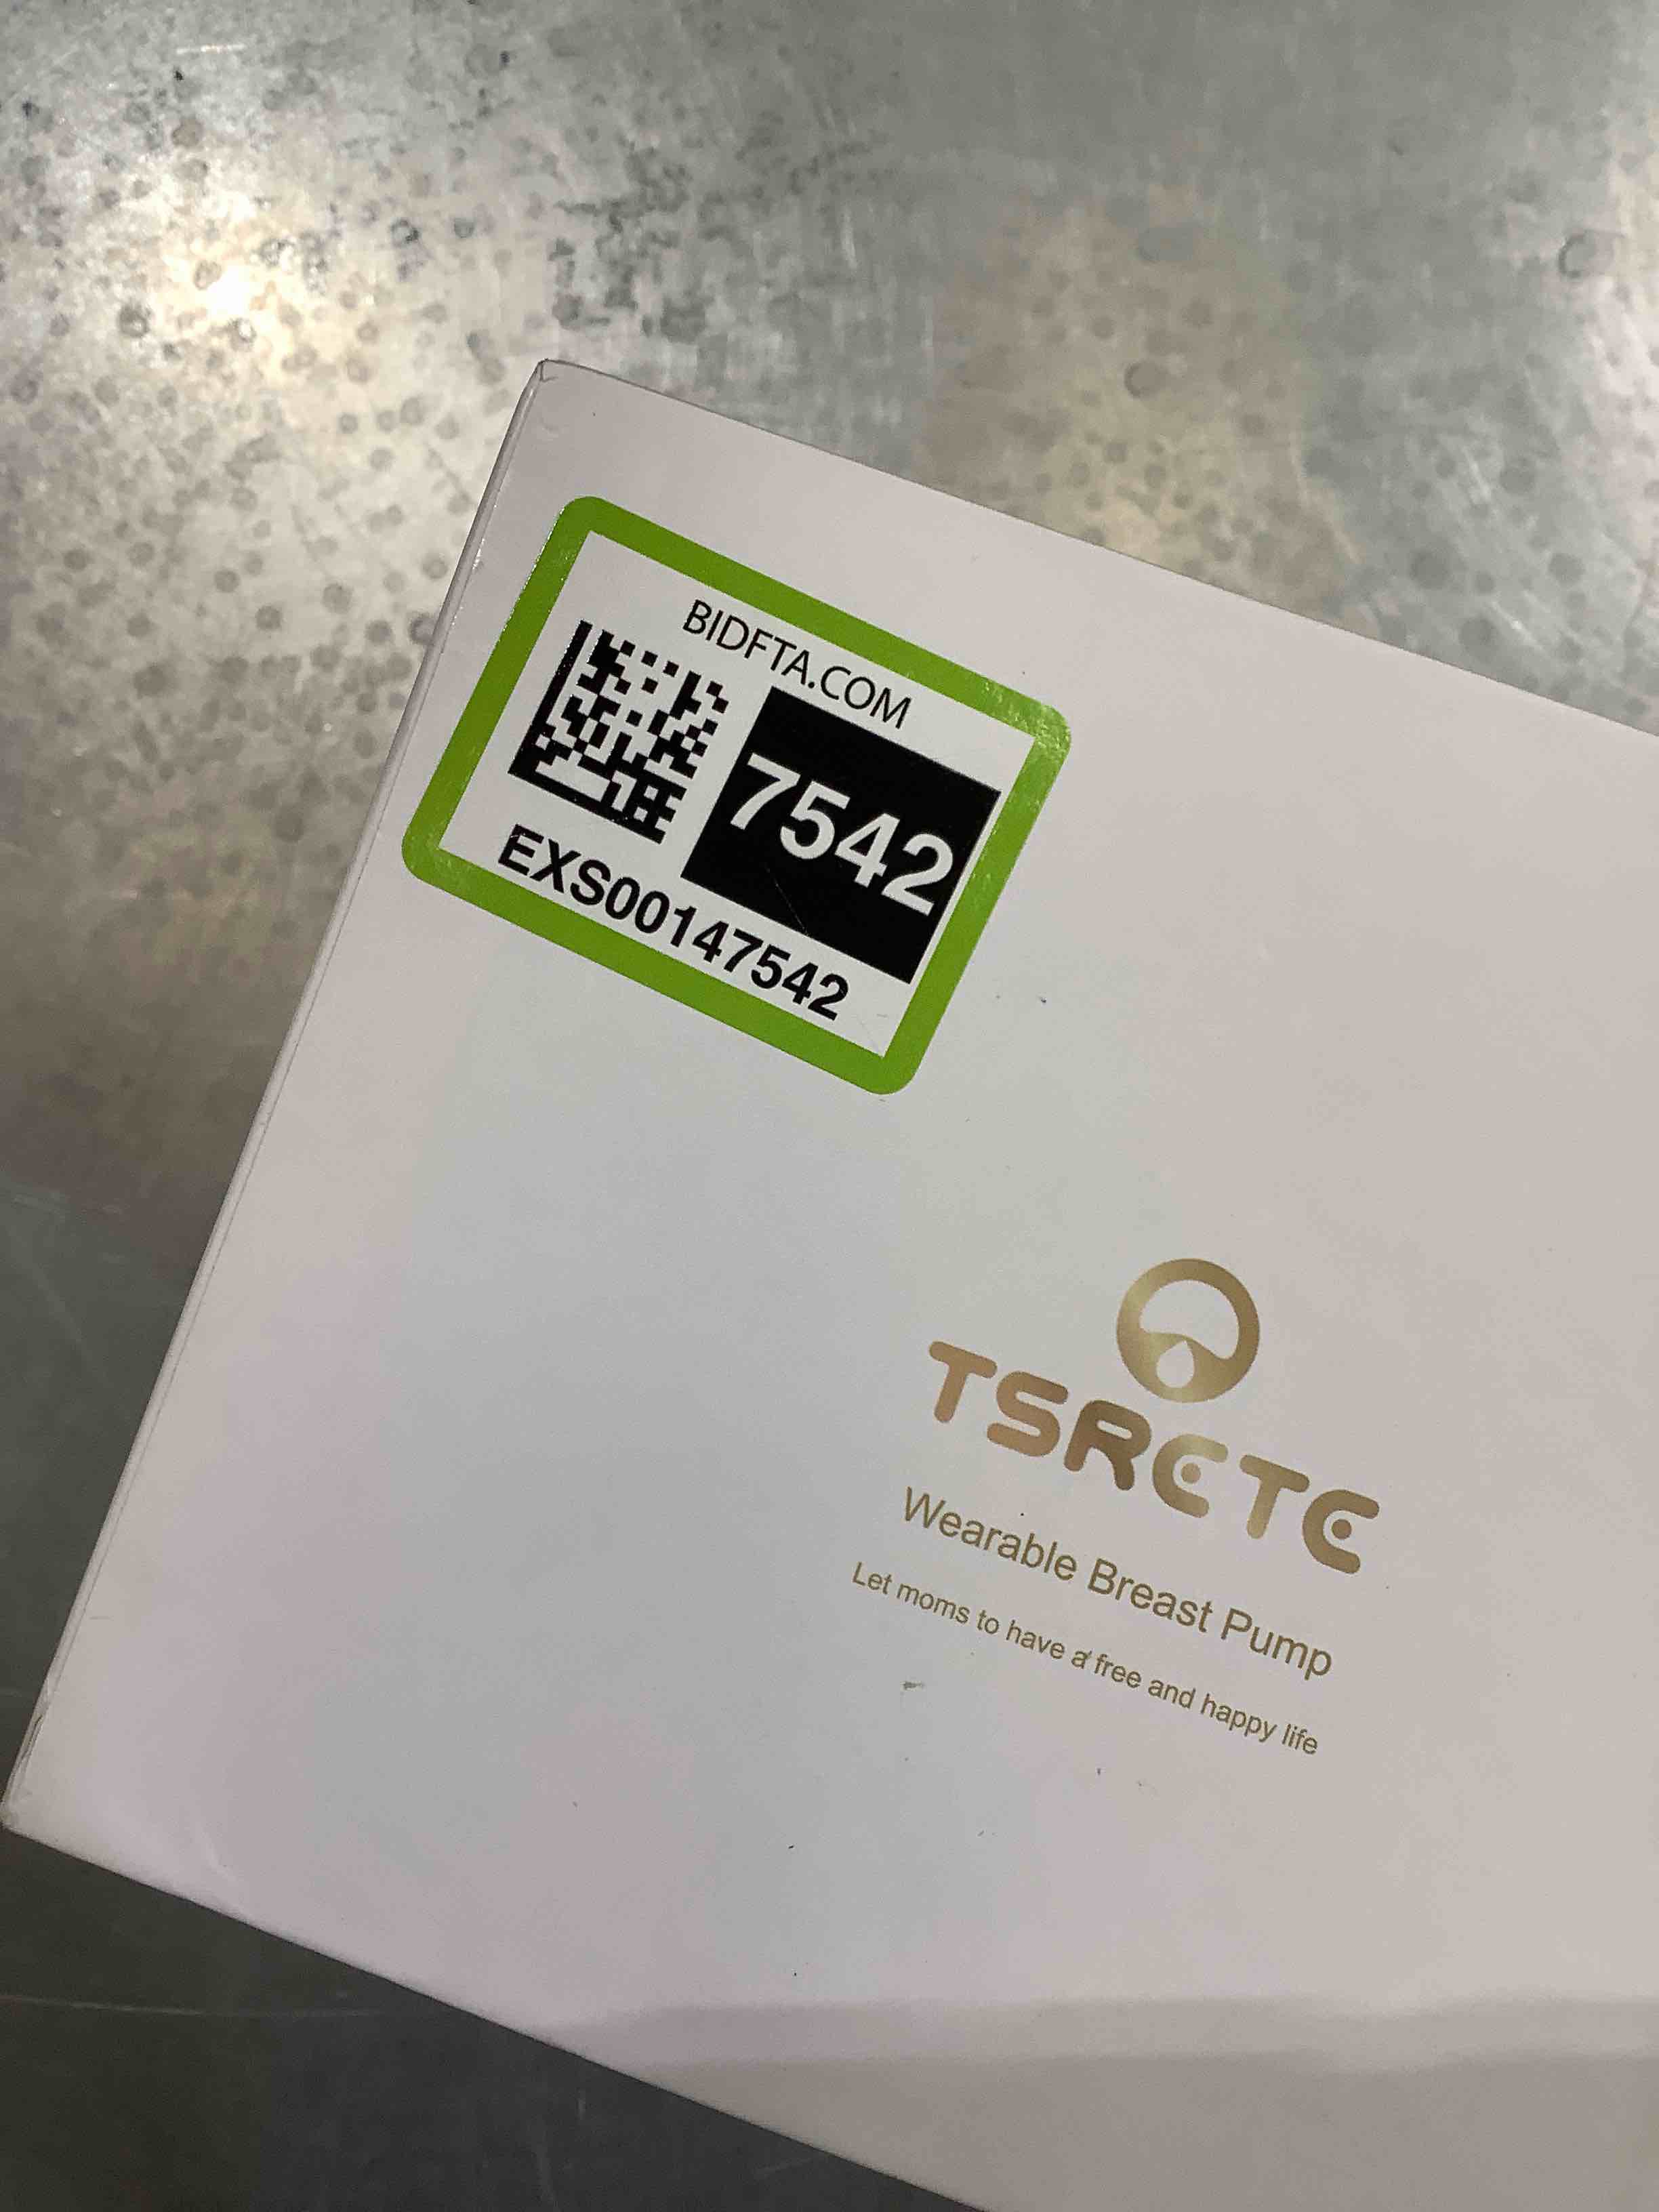 BIDFTA.COM
7542
EXS00147542
TSRETE
Wearable Breast Pump
Let moms to have a free and happy life